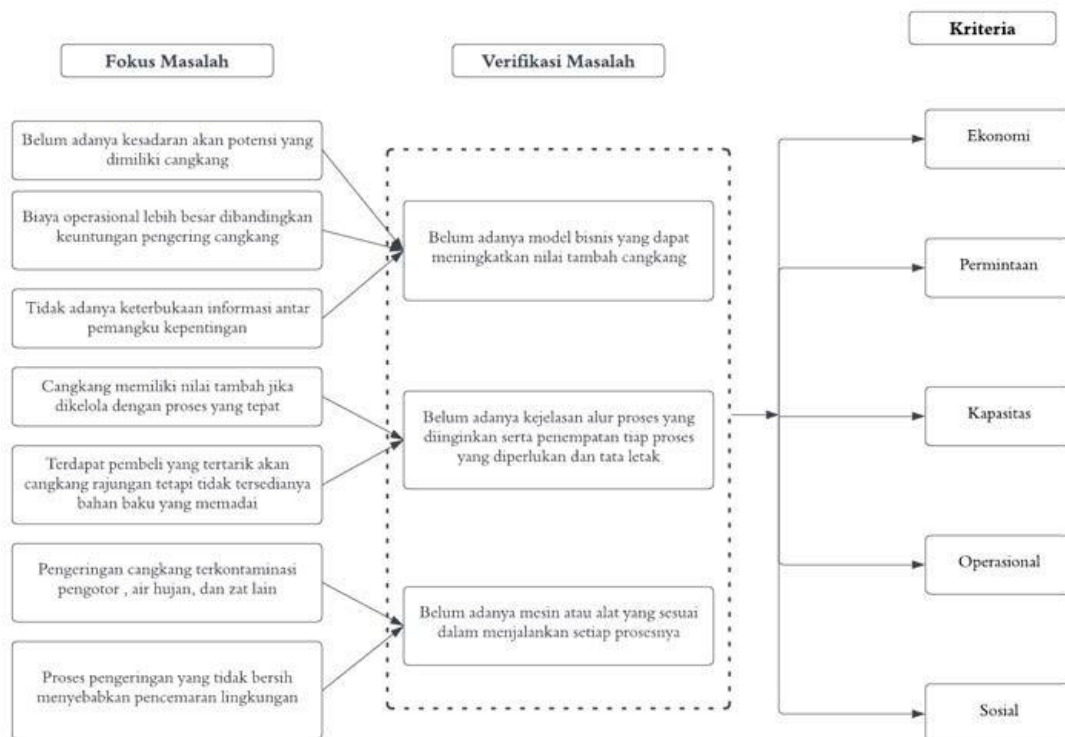 Kriteria
Fokus Masalah
Verifikasi Masalah
Belum adanya kesadaran akan potensi yang
dimiliki cangkang
Biaya operasional lebih besar dibandingkan
keuntungan pengering cangkang
Tidak adanya keterbukaan informasi antar
pemangku kepentingan
Cangkang memiliki nilai tambah jika
dikelola dengan proses yang tepat
Terdapat pembeli yang tertarik akan
cangkang rajungan tetapi tidak tersedianya
bahan baku yang memadai
Pengeringan cangkang terkontaminasi
pengotor , air hujan, dan zat lain
Proses pengeringan yang tidak bersih
menyebabkan pencemaran lingkungan
Belum adanya model bisnis yang dapat
meningkatkan nilai tambah cangkang
Belum adanya kejelasan alur proses yang
diinginkan serta penempatan tiap proses
yang diperlukan dan tata letak
Belum adanya mesin atau alat yang sesuai
dalam menjalankan setiap prosesnya
Ekonomi
Permintaan
Kapasitas
Operasional
Sosial